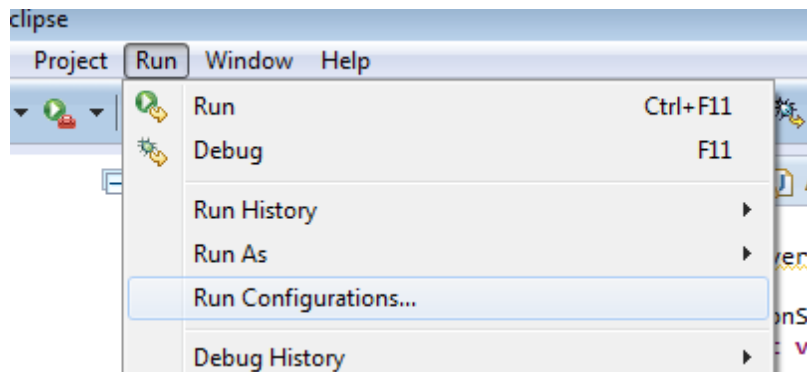 clipse
Project Run Window Help
Run Ctrl+F11
Debug F11
Run History
Run As
Run Configurations...
Debug History